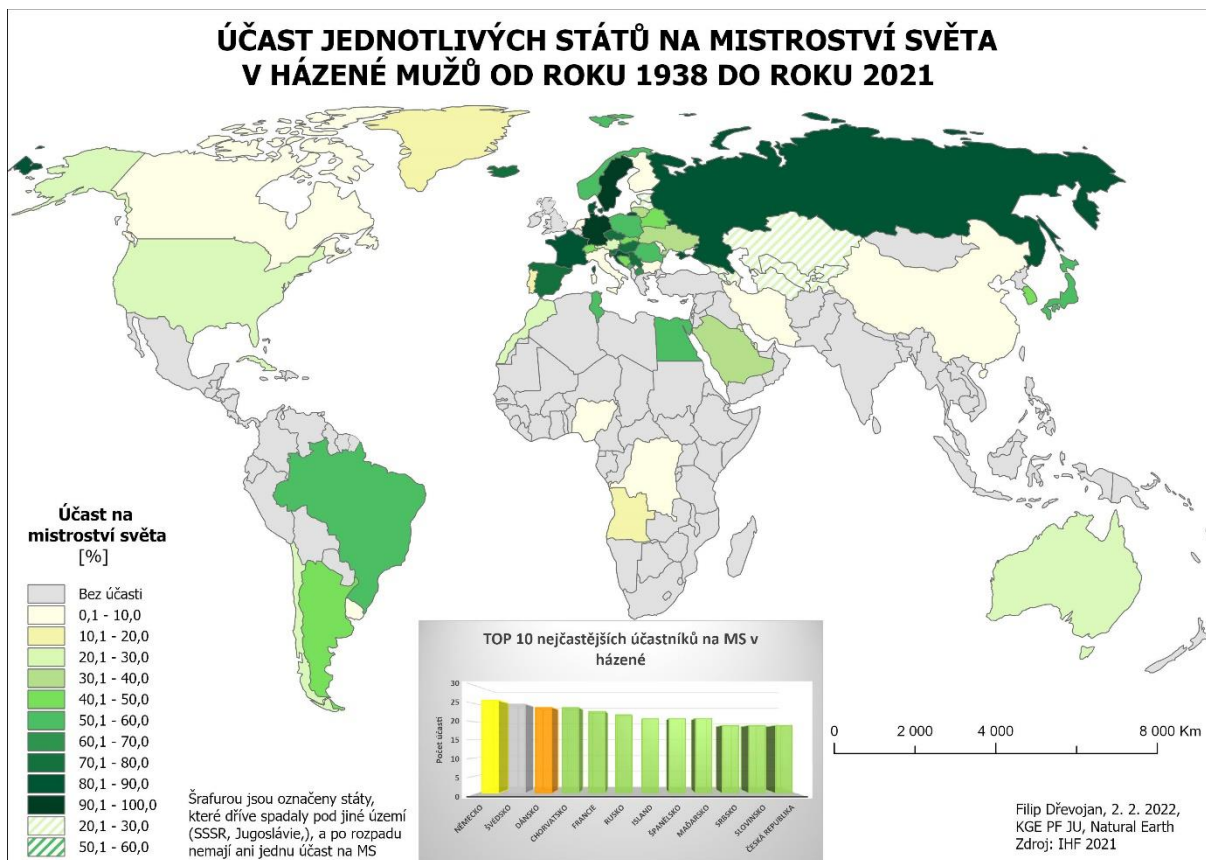 ÚČAST JEDNOTLIVÝCH STÁTŮ NA MISTROSTVÍ SVĚTA
V HÁZENÉ MUŽŮ OD ROKU 1938 DO ROKU 2021
Účast na
mistroství světa
[%]
Bez účasti
0,1 - 10,0
10,1 - 20,0
20,1 - 30,0
30,1 - 40,0
40,1 - 50,0
50,1 - 60,0
60,1 - 70,0
70,1 - 80,0
80,1 - 90,0
90,1 - 100,0
20,1 - 30,0
50,1 - 60,0
Šrafurou jsou označeny státy,
které dříve spadaly pod jiné území
(SSSR, Jugoslávie,), a po rozpadu
nemají ani jednu účast na MS
TOP 10 nejčastějších účastníků na MS v
házené
Počet účastí
30
25
20
15
10
5
0
NĚMECKO
ŠVÉDSKO
DÁNSKO
CHORVATSKO
FRANCIE
RUSKO
ISLAND
ŠPANĚLSKO
MAĎARSKO
SRBSKO
SLOVINSKO
ČESKÁ REPUBLIKA
0 2 000 4 000 8 000 Km
Filip Dřevojan, 2. 2. 2022,
KGE PF JU, Natural Earth
Zdroj: IHF 2021